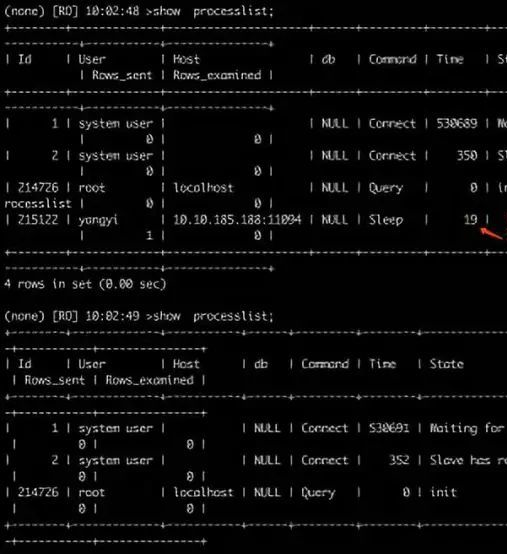 (none) [RO] 10:02:48 >show processlist;
| Id | User | Host | db | Command | Time | St
| Rows_sent | Rows_examined |
| 1 | system user | | NULL | Connect | 530689 | Wa
| 0 | 0 |
| 2 | system user | | NULL | Connect | 350 | Sl
| 0 | 0 |
| 214726 | root | localhost | NULL | Query | 0 | in
rocesslist | 0 | 0 |
| 215122 | yangyi | 10.10.185.188:11094 | NULL | Sleep | 19 |
| 1 | 0 |
4 rows in set (0.00 sec)
(none) [RO] 10:02:49 >show processlist;
| Id | User | Host | db | Command | Time | State
| Rows_sent | Rows_examined |
| 1 | system user | | NULL | Connect | 530691 | Waiting for
| 0 | 0 |
| 2 | system user | | NULL | Connect | 352 | Slave has re
| 0 | 0 |
| 214726 | root | localhost | NULL | Query | 0 | init
| 0 | 0 |